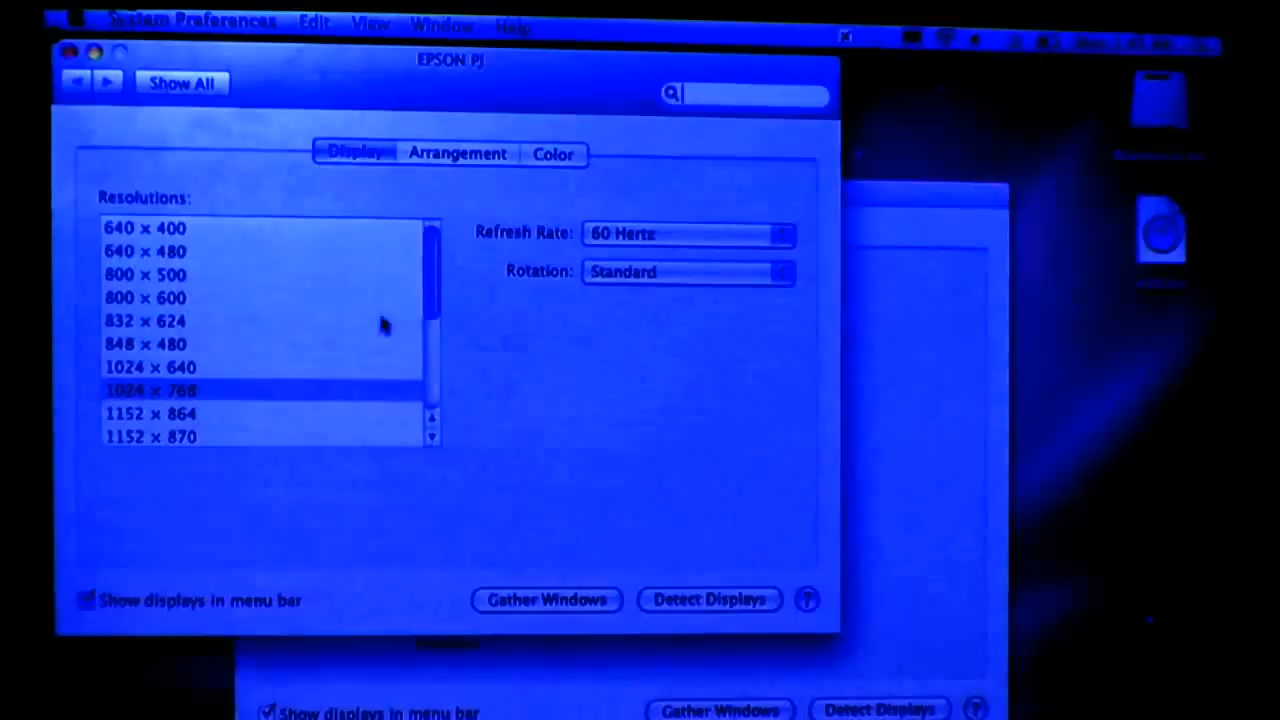 System Preferences Edit View Window Help
EPSON PJ
Show All
Display Arrangement Color
Resolutions:
640 × 400
640 × 480
800 × 500
800 × 600
832 × 624
848 × 480
1024 × 640
1024 × 768
1152 × 864
1152 × 870
Refresh Rate: 60 Hertz
Rotation: Standard
Show displays in menu bar
Gather Windows Detect Displays ?
Show displays in menu bar
Gather Windows Detect Displays ?